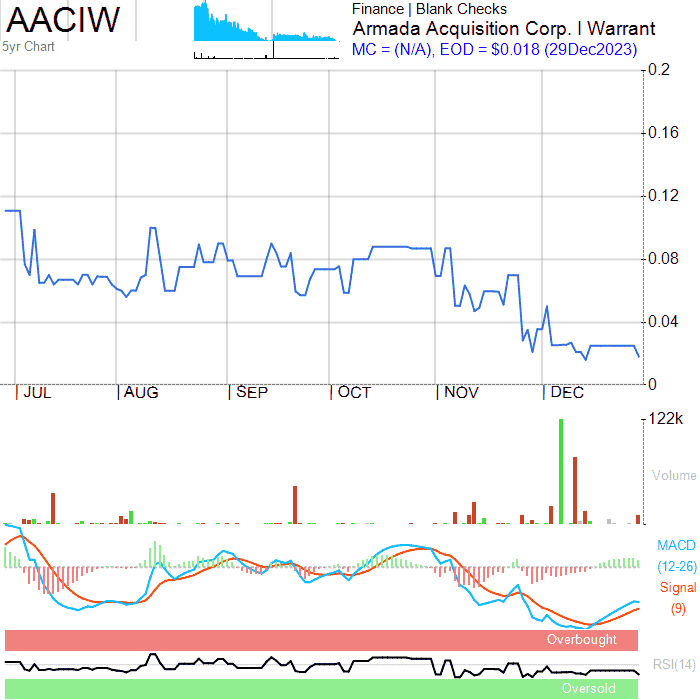 AACIW
5yr Chart
Finance | Blank Checks
Armada Acquisition Corp. I Warrant
MC = (N/A), EOD = $0.018 (29Dec2023)
0.2
0.16
0.12
0.08
0.04
0
JUL AUG SEP OCT NOV DEC
122k
Volume
MACD
(12-26)
Signal
(9)
Overbought
RSI(14)
Oversold